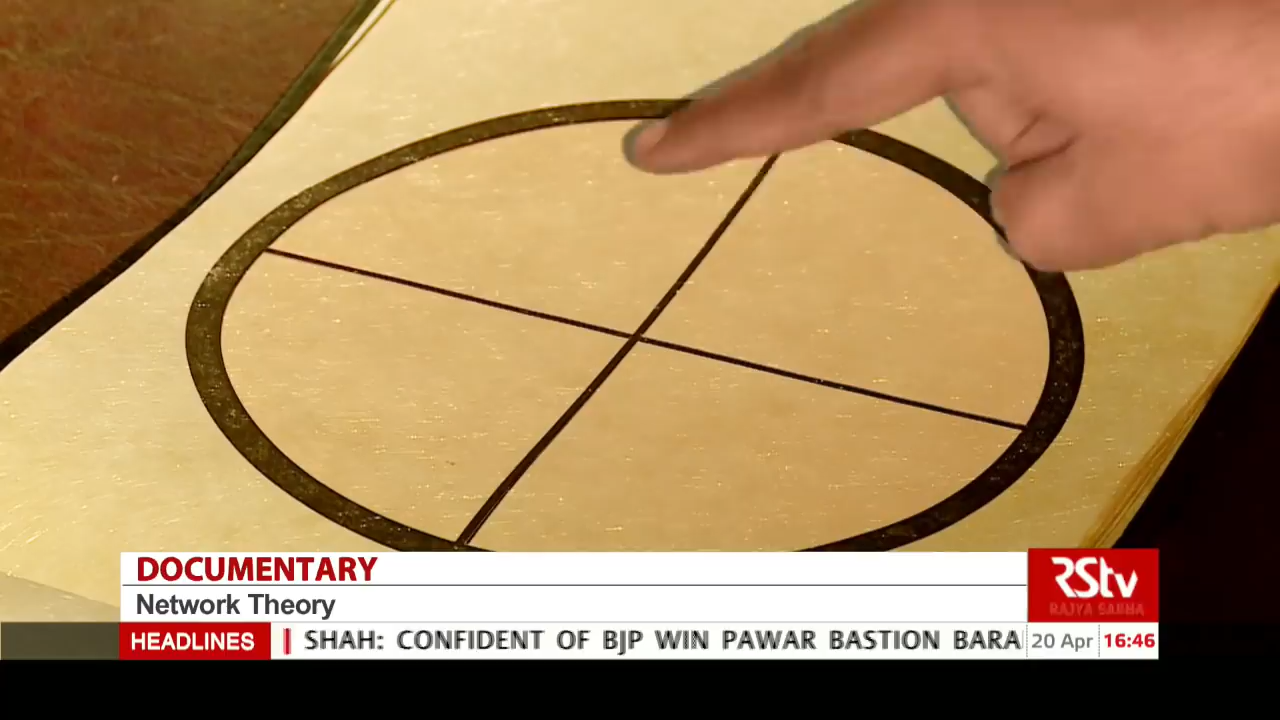 DOCUMENTARY
Network Theory
RStv
RAJYA SABHA
HEADLINES
SHAH: CONFIDENT OF BJP WIN PAWAR BASTION BARA
20 Apr
16:46